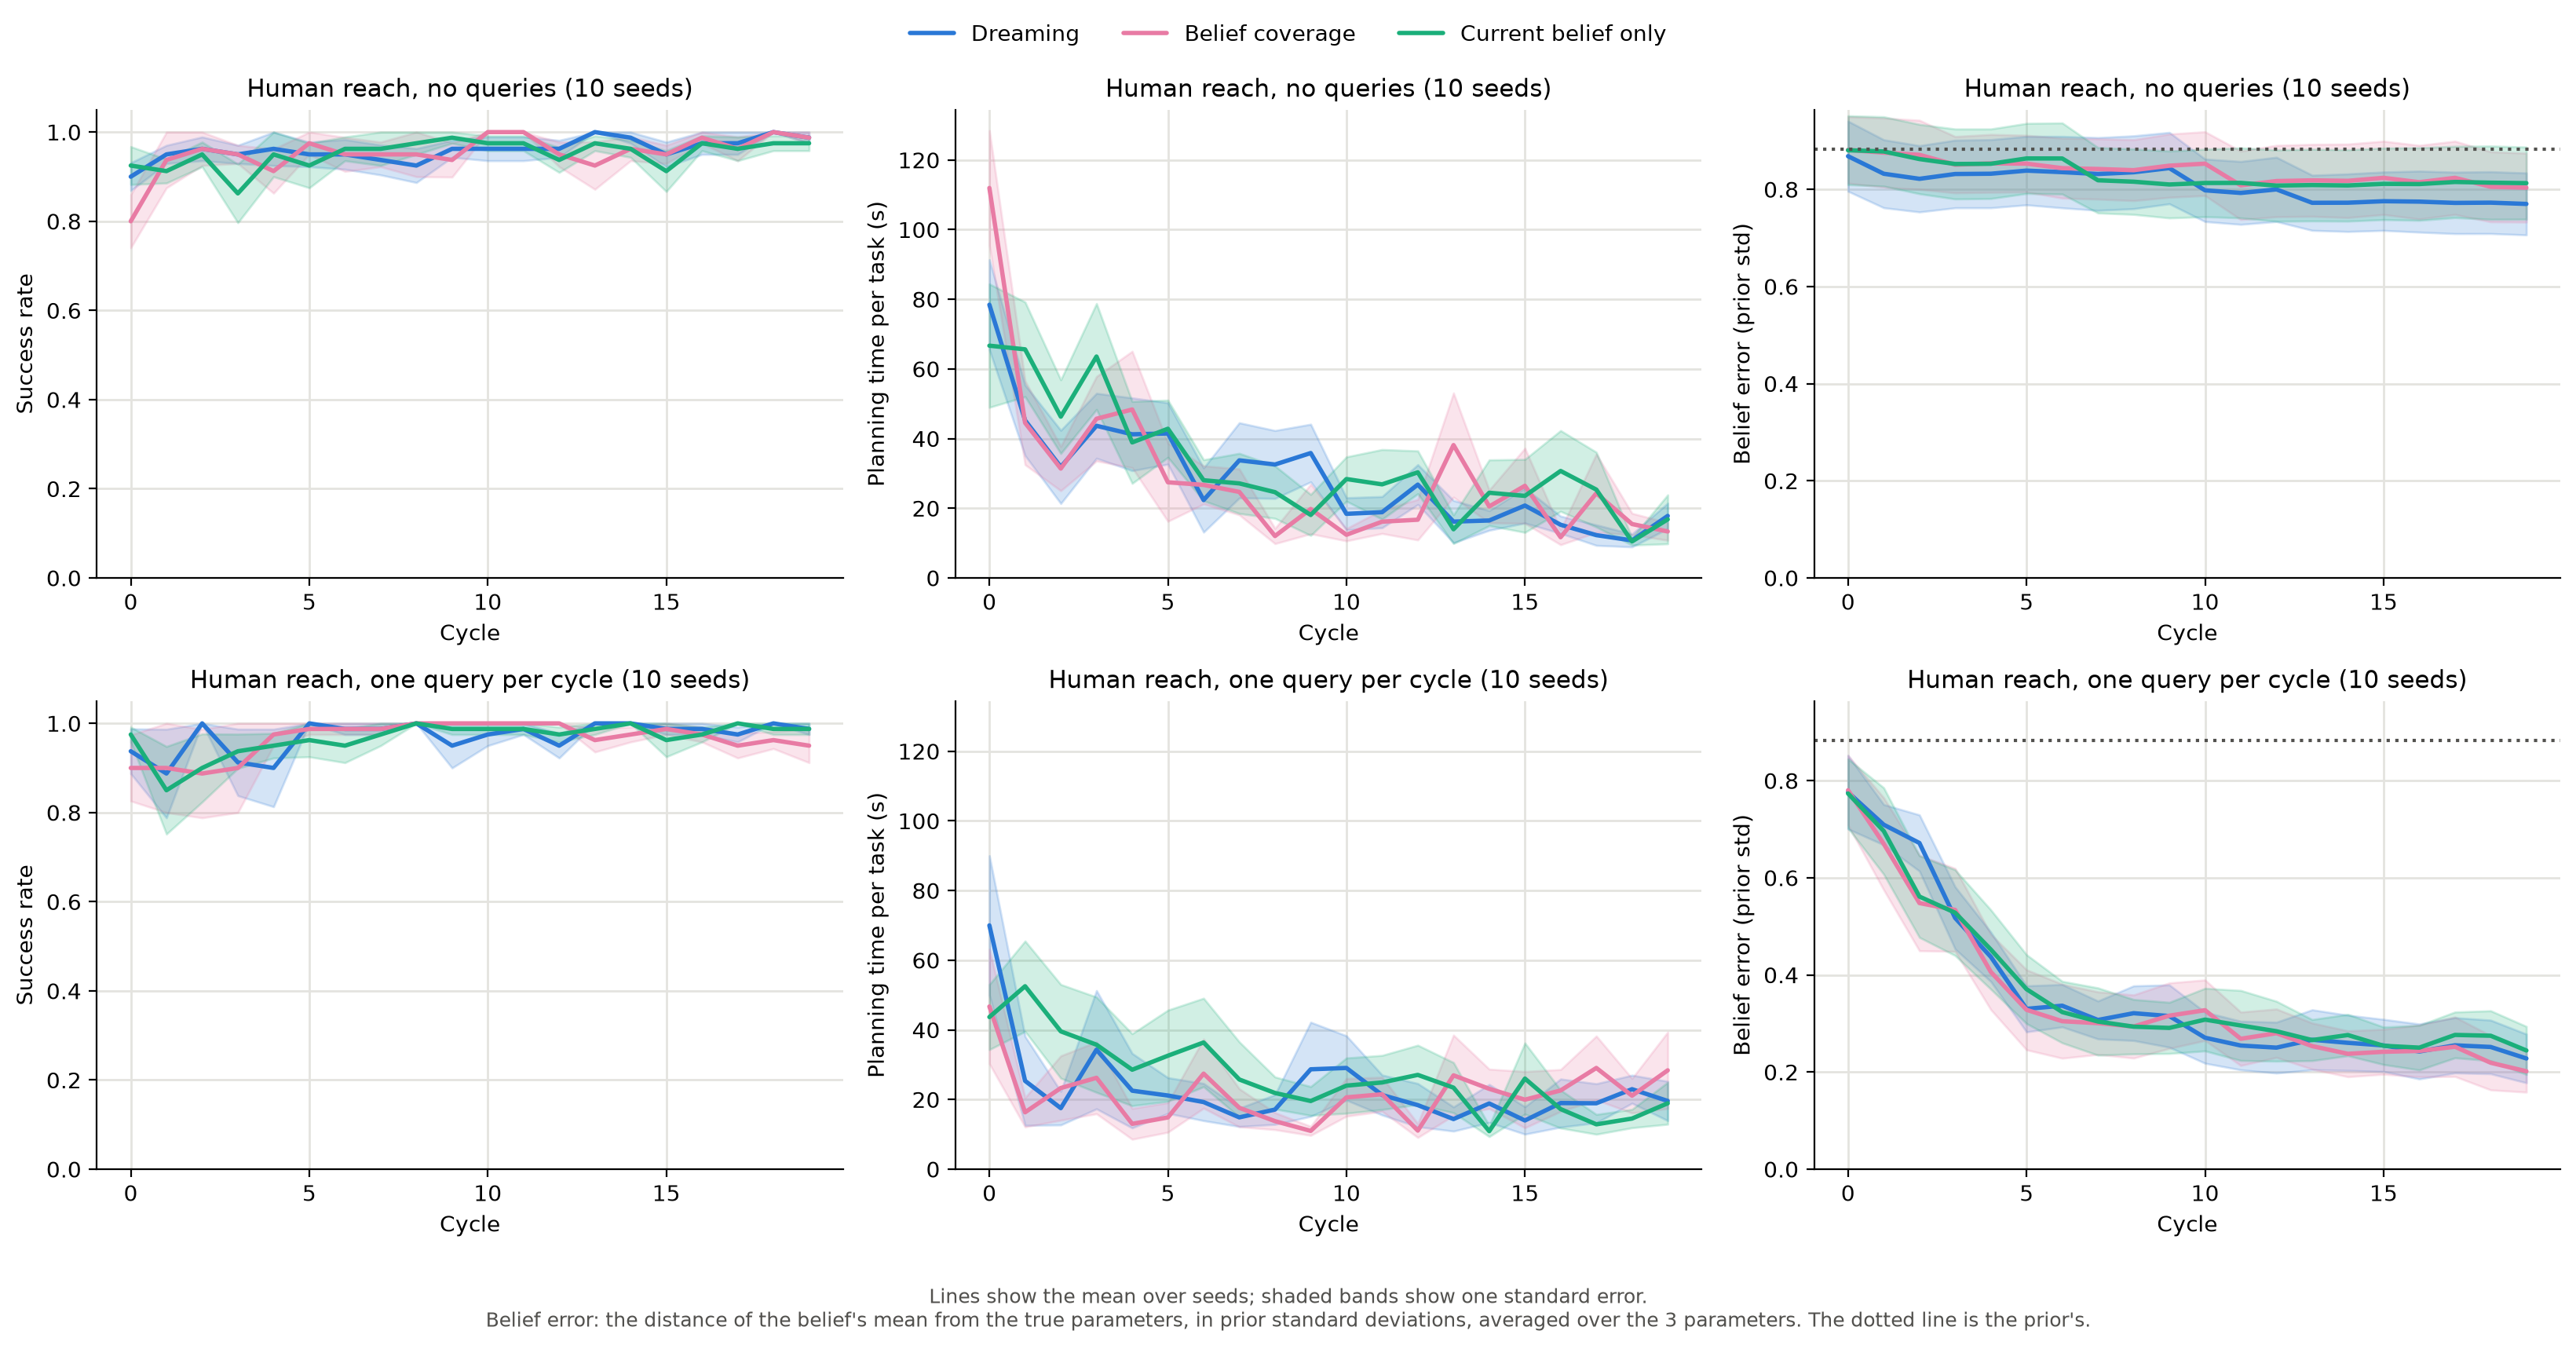 Dreaming
Belief coverage
Current belief only
Human reach, no queries (10 seeds)
Success rate
1.0
0.8
0.6
0.4
0.2
0.0
0
5
10
15
Cycle
Human reach, no queries (10 seeds)
Planning time per task (s)
120
100
80
60
40
20
0
0
5
10
15
Cycle
Human reach, no queries (10 seeds)
Belief error (prior std)
0.8
0.6
0.4
0.2
0.0
0
5
10
15
Cycle
Human reach, one query per cycle (10 seeds)
Success rate
1.0
0.8
0.6
0.4
0.2
0.0
0
5
10
15
Cycle
Human reach, one query per cycle (10 seeds)
Planning time per task (s)
120
100
80
60
40
20
0
0
5
10
15
Cycle
Human reach, one query per cycle (10 seeds)
Belief error (prior std)
0.8
0.6
0.4
0.2
0.0
0
5
10
15
Cycle
Lines show the mean over seeds; shaded bands show one standard error.
Belief error: the distance of the belief's mean from the true parameters, in prior standard deviations, averaged over the 3 parameters. The dotted line is the prior's.